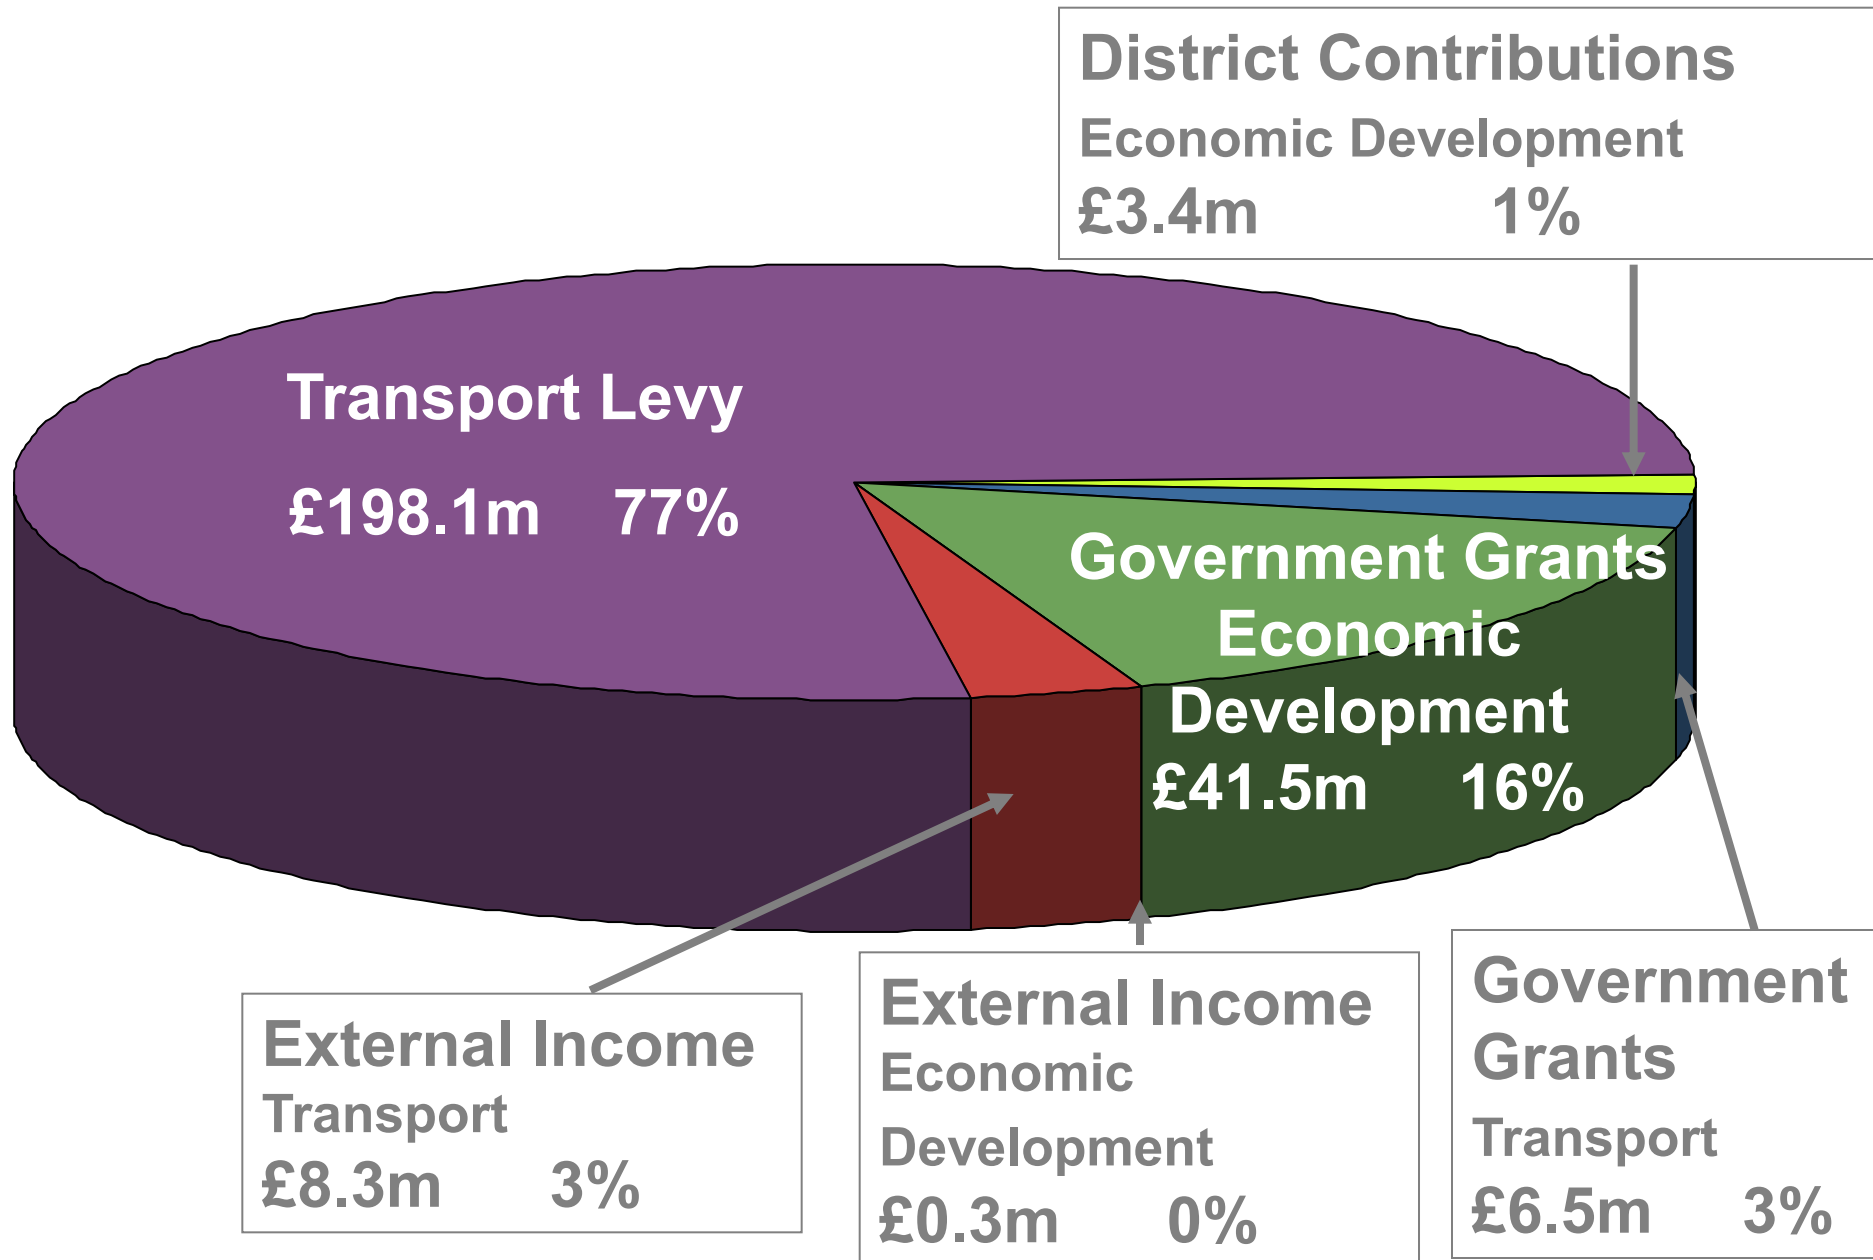 District Contributions
Economic Development
£3.4m 1%
Transport Levy
£198.1m 77%
Government Grants
Economic
Development
£41.5m 16%
External Income
Transport
£8.3m 3%
External Income
Economic
Development
£0.3m 0%
Government
Grants
Transport
£6.5m 3%